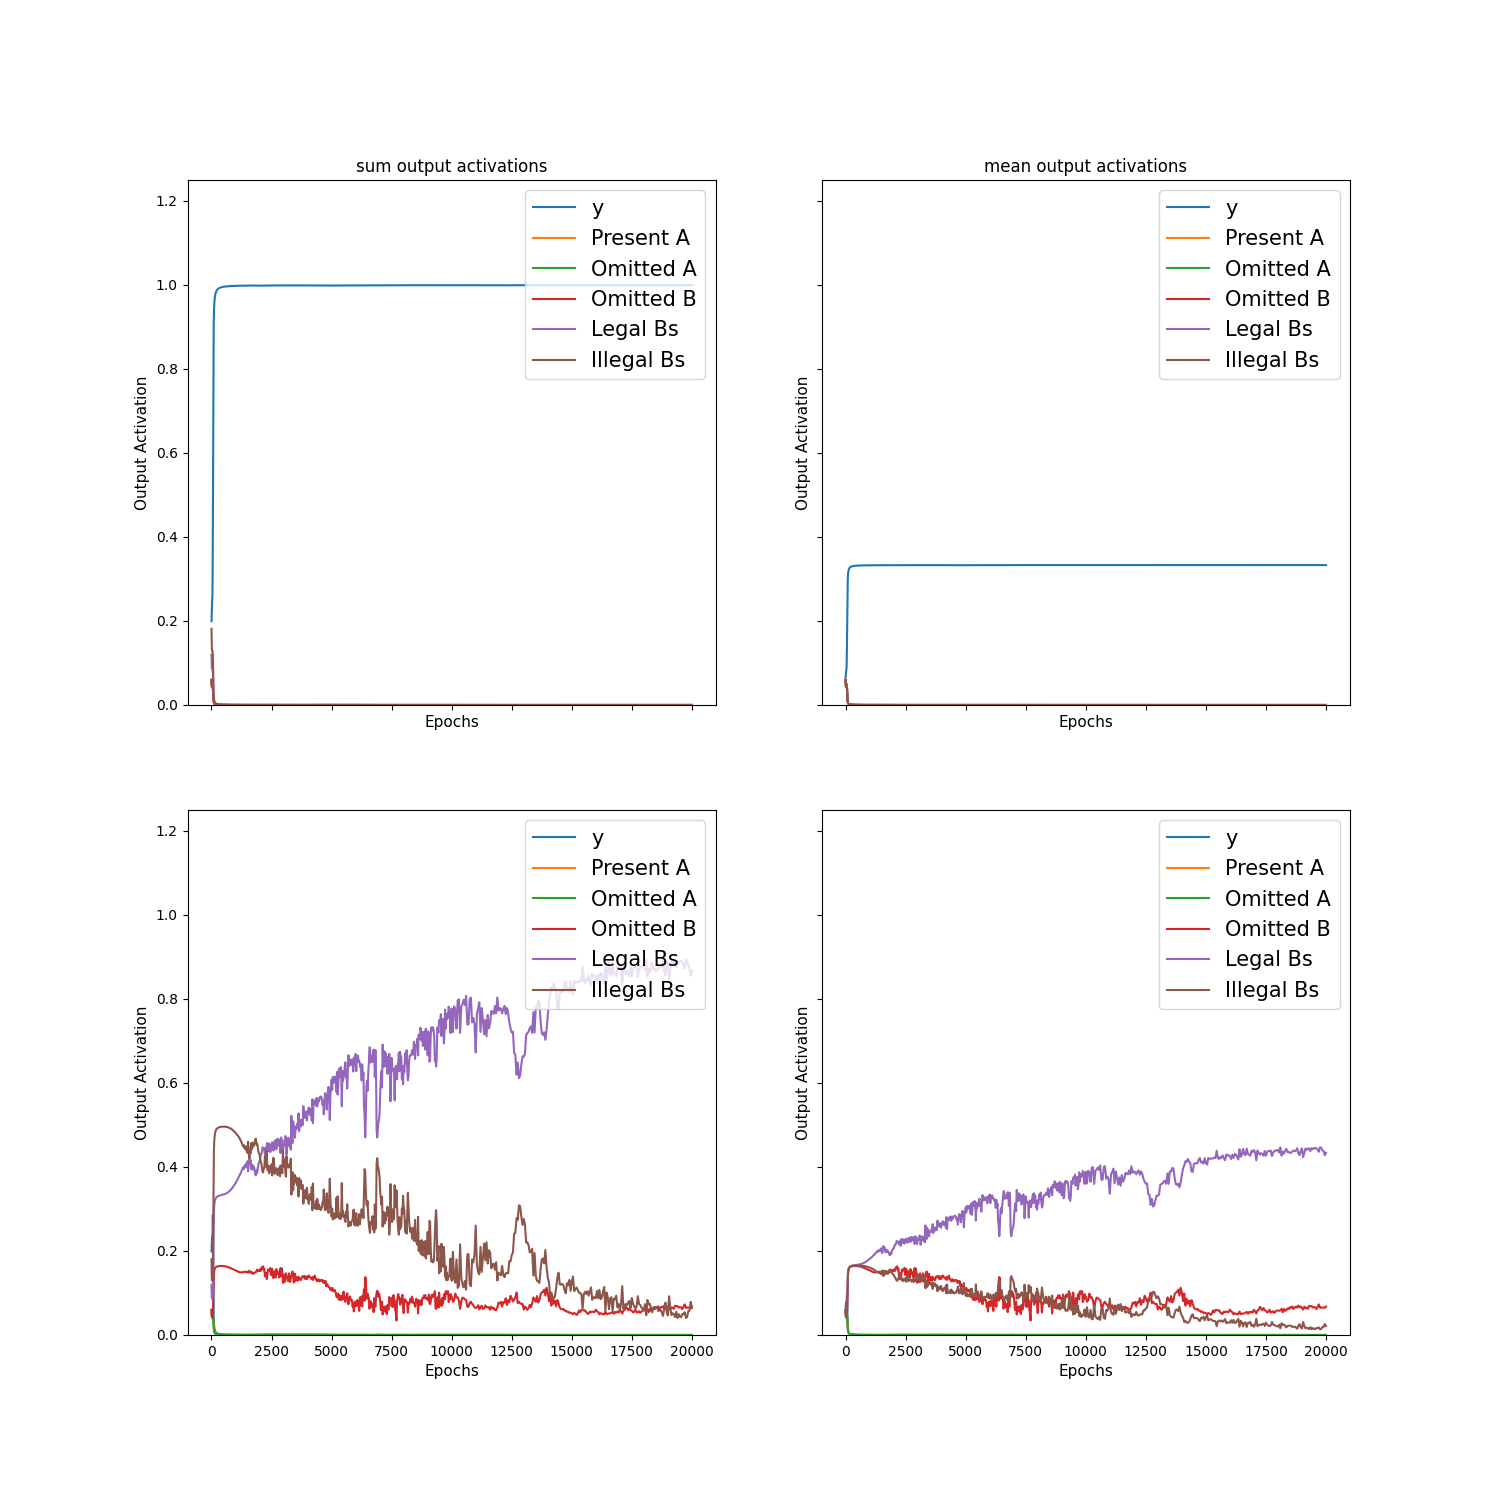 sum output activations
1.2
1.0
0.8
0.6
0.4
0.2
0.0
Output Activation
Epochs
y
Present A
Omitted A
Omitted B
Legal Bs
Illegal Bs
mean output activations
Output Activation
Epochs
y
Present A
Omitted A
Omitted B
Legal Bs
Illegal Bs
1.2
1.0
0.8
0.6
0.4
0.2
0.0
Output Activation
0 2500 5000 7500 10000 12500 15000 17500 20000
Epochs
y
Present A
Omitted A
Omitted B
Legal Bs
Illegal Bs
Output Activation
0 2500 5000 7500 10000 12500 15000 17500 20000
Epochs
y
Present A
Omitted A
Omitted B
Legal Bs
Illegal Bs